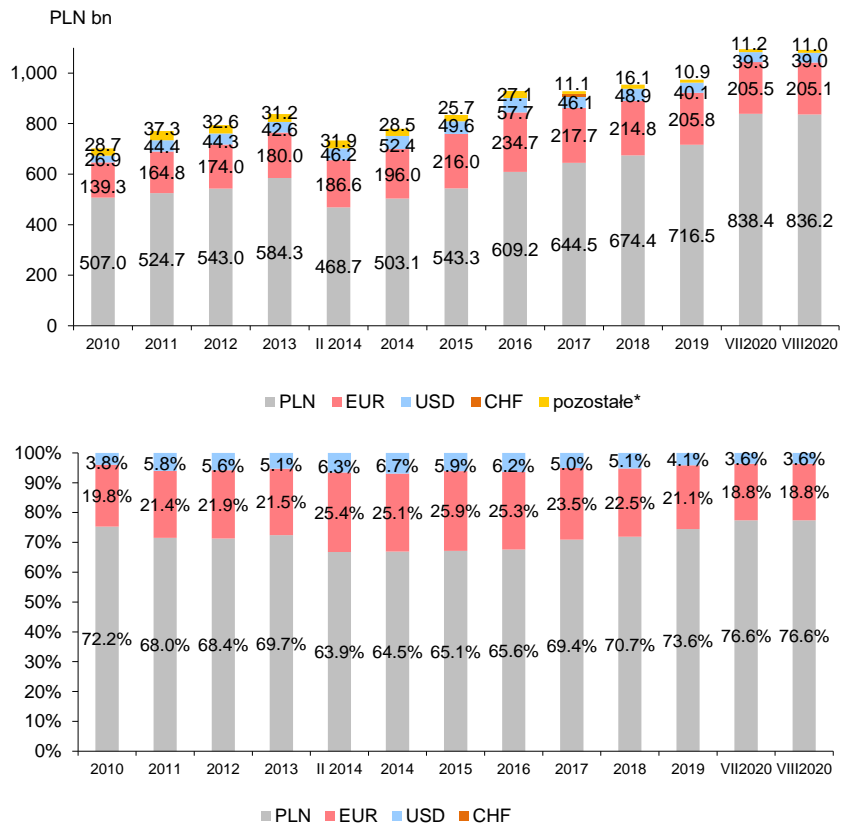 PLN bn
11.2 11.0
1,000 28.7 37.3 32.6 31.2 31.9 28.5 25.7 27.1 11.1 16.1 10.9 39.3 39.0
800 26.9 44.4 44.3 42.6 46.2 52.4 49.6 57.7 46.1 48.9 40.1 205.5 205.1
600 139.3 164.8 174.0 180.0 186.6 196.0 216.0 234.7 217.7 214.8 205.8
400 507.0 524.7 543.0 584.3 468.7 503.1 543.3 609.2 644.5 674.4 716.5 838.4 836.2
200
0
2010 2011 2012 2013 II 2014 2014 2015 2016 2017 2018 2019 VII2020 VIII2020
PLN EUR USD CHF pozostałe*
100% 3.8% 5.8% 5.6% 5.1% 6.3% 6.7% 5.9% 6.2% 5.0% 5.1% 4.1% 3.6% 3.6%
90%
80% 19.8% 21.4% 21.9% 21.5% 25.4% 25.1% 25.9% 25.3% 23.5% 22.5% 21.1% 18.8% 18.8%
70%
60%
50%
40% 72.2% 68.0% 68.4% 69.7% 63.9% 64.5% 65.1% 65.6% 69.4% 70.7% 73.6% 76.6% 76.6%
30%
20%
10%
0%
2010 2011 2012 2013 II 2014 2014 2015 2016 2017 2018 2019 VII2020 VIII2020
PLN EUR USD CHF